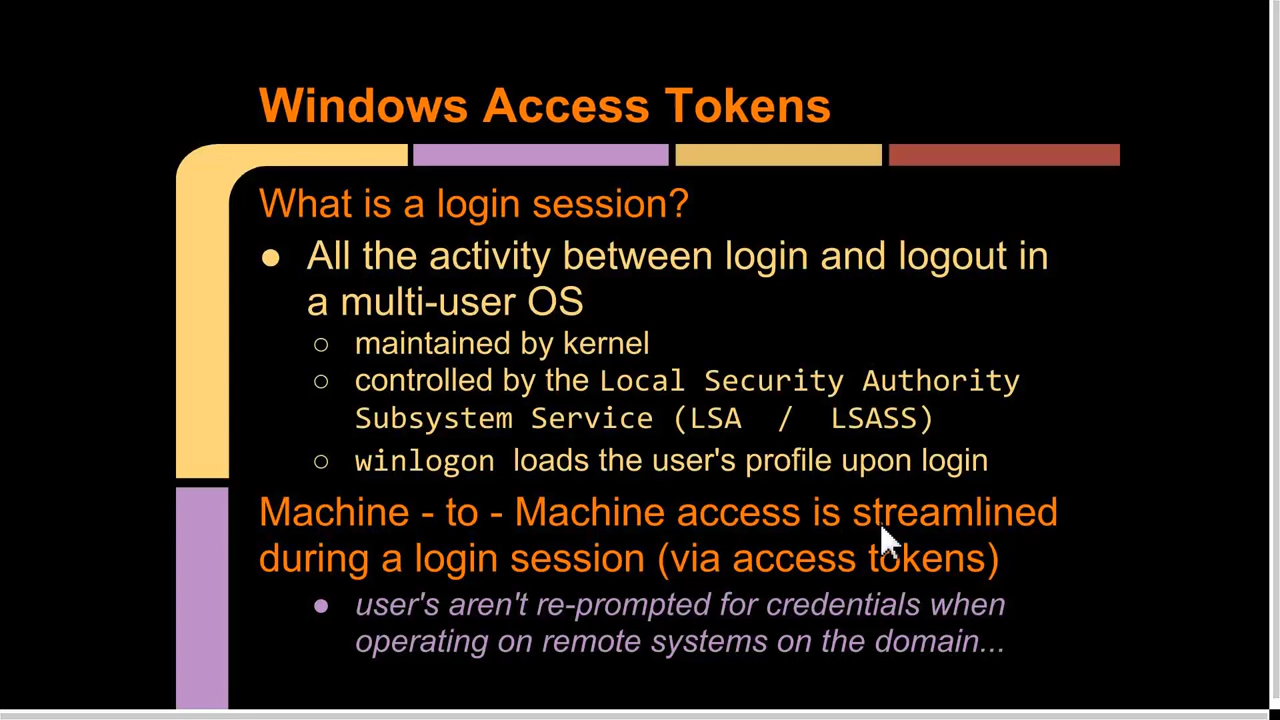 Windows Access Tokens
What is a login session?
● All the activity between login and logout in
a multi-user OS
○ maintained by kernel
○ controlled by the Local Security Authority
Subsystem Service (LSA / LSASS)
○ winlogon loads the user's profile upon login
Machine - to - Machine access is streamlined
during a login session (via access tokens)
● user's aren't re-prompted for credentials when
operating on remote systems on the domain...